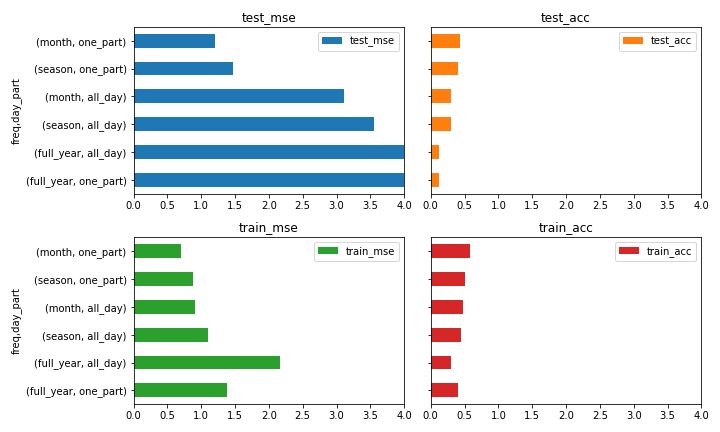 test_mse
test_acc
freq,day_part
(month, one_part)
(season, one_part)
(month, all_day)
(season, all_day)
(full_year, all_day)
(full_year, one_part)
test_mse
test_acc
0.0 0.5 1.0 1.5 2.0 2.5 3.0 3.5 4.0
0.0 0.5 1.0 1.5 2.0 2.5 3.0 3.5 4.0
train_mse
train_acc
freq,day_part
(month, one_part)
(season, one_part)
(month, all_day)
(season, all_day)
(full_year, all_day)
(full_year, one_part)
train_mse
train_acc
0.0 0.5 1.0 1.5 2.0 2.5 3.0 3.5 4.0
0.0 0.5 1.0 1.5 2.0 2.5 3.0 3.5 4.0